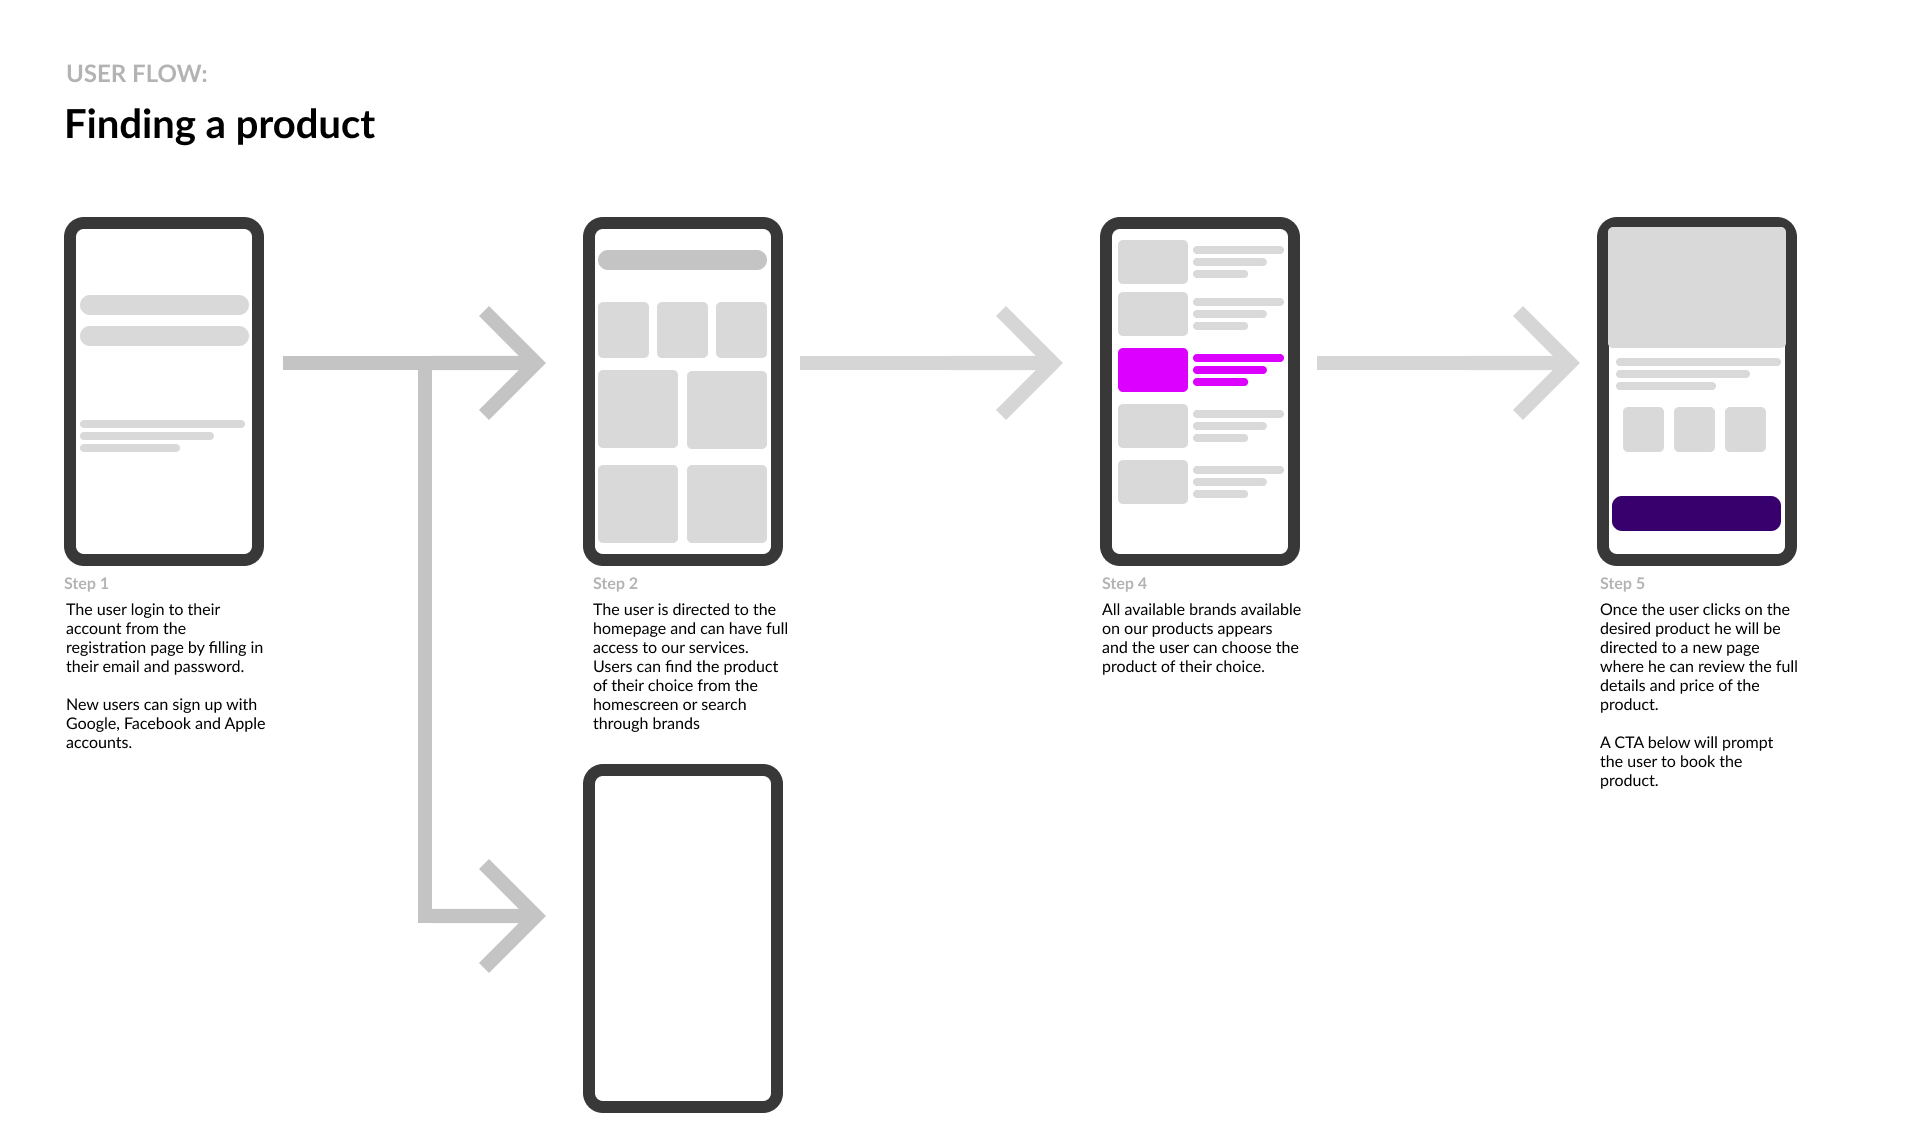 USER FLOW:
Finding a product
Step 1
The user login to their
account from the
registration page by filling in
their email and password.
New users can sign up with
Google, Facebook and Apple
accounts.
Step 2
The user is directed to the
homepage and can have full
access to our services.
Users can find the product
of their choice from the
homescreen or search
through brands
Step 4
All available brands available
on our products appears
and the user can choose the
product of their choice.
Step 5
Once the user clicks on the
desired product he will be
directed to a new page
where he can review the full
details and price of the
product.
A CTA below will prompt
the user to book the
product.